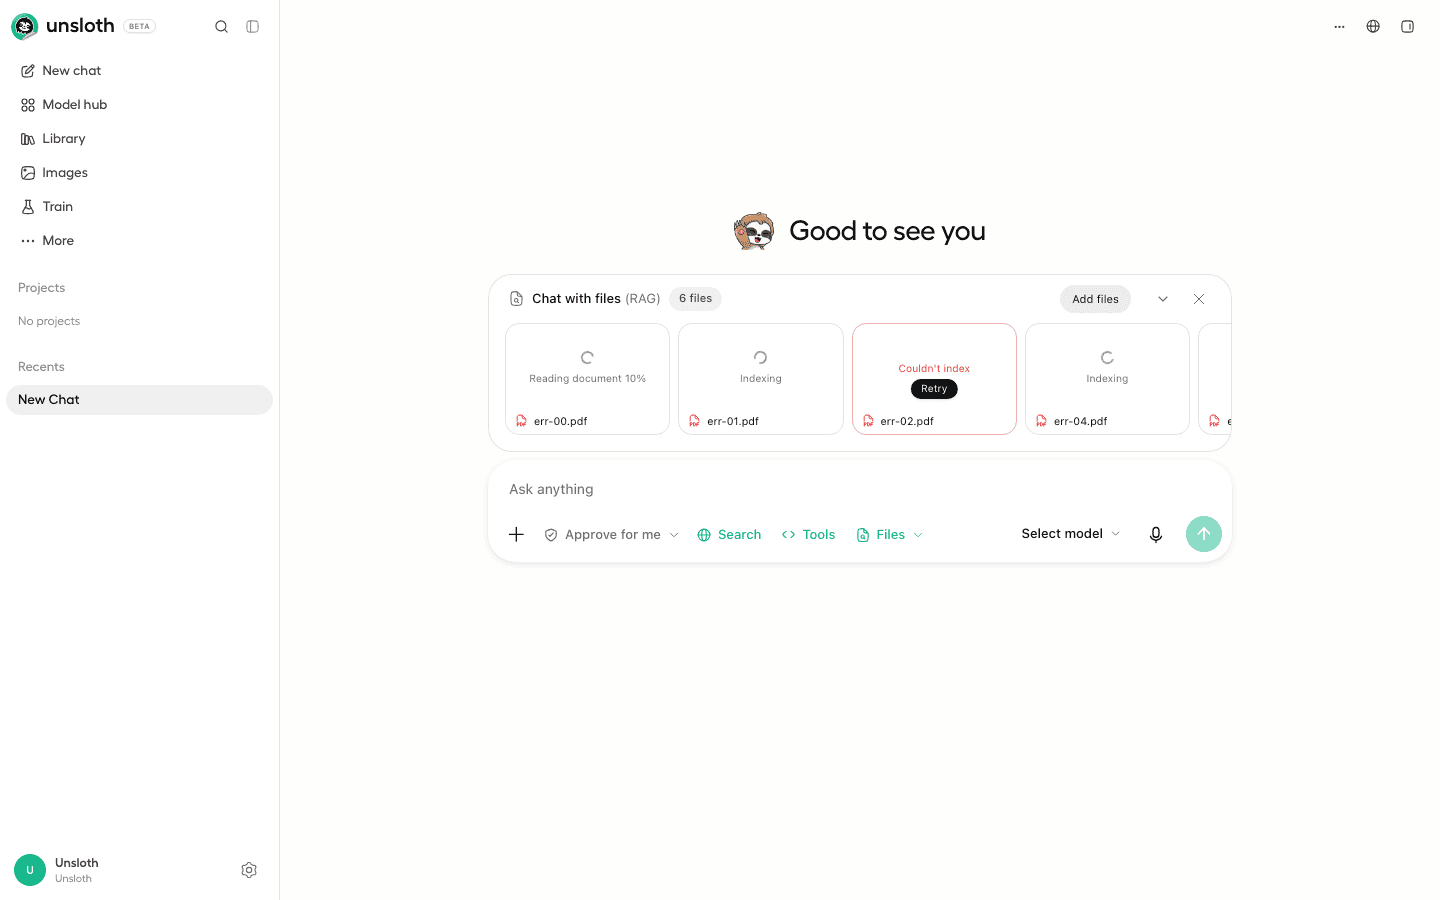 unsloth BETA
New chat
Model hub
Library
Images
Train
More
Projects
No projects
Recents
New Chat
Unsloth
Unsloth
U
Good to see you
Chat with files (RAG) 6 files Add files
Reading document 10% Indexing Couldn't index Indexing
Retry
err-00.pdf err-01.pdf err-02.pdf err-04.pdf
Ask anything
Approve for me Search Tools Files Select model